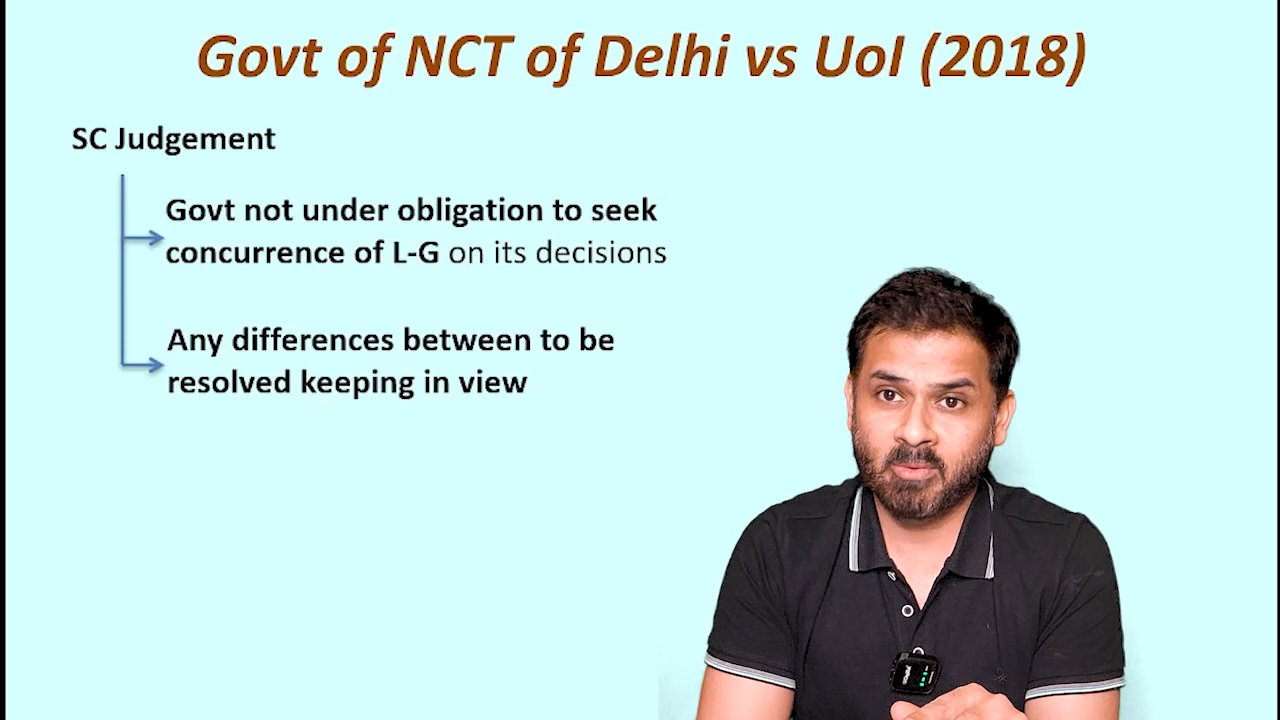 Govt of NCT of Delhi vs UoI (2018)
SC Judgement
Govt not under obligation to seek
concurrence of L-G on its decisions
Any differences between to be
resolved keeping in view